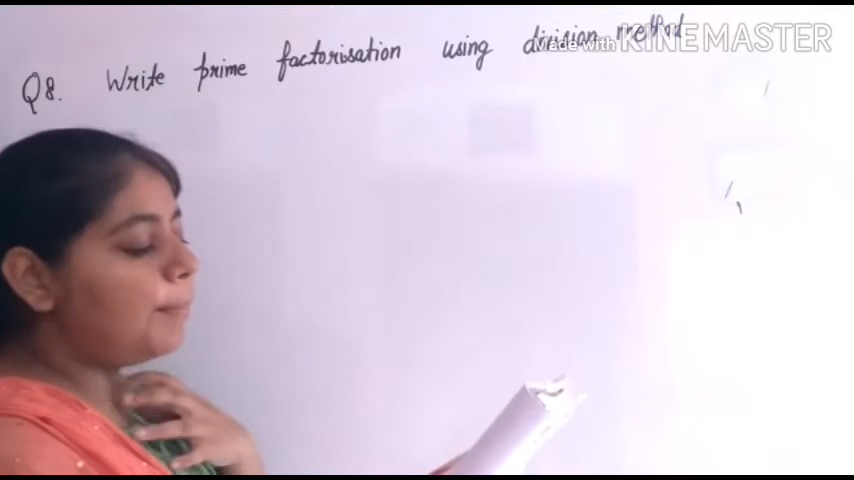 Q8. Write prime factorisation using division method
Made with KINEMASTER